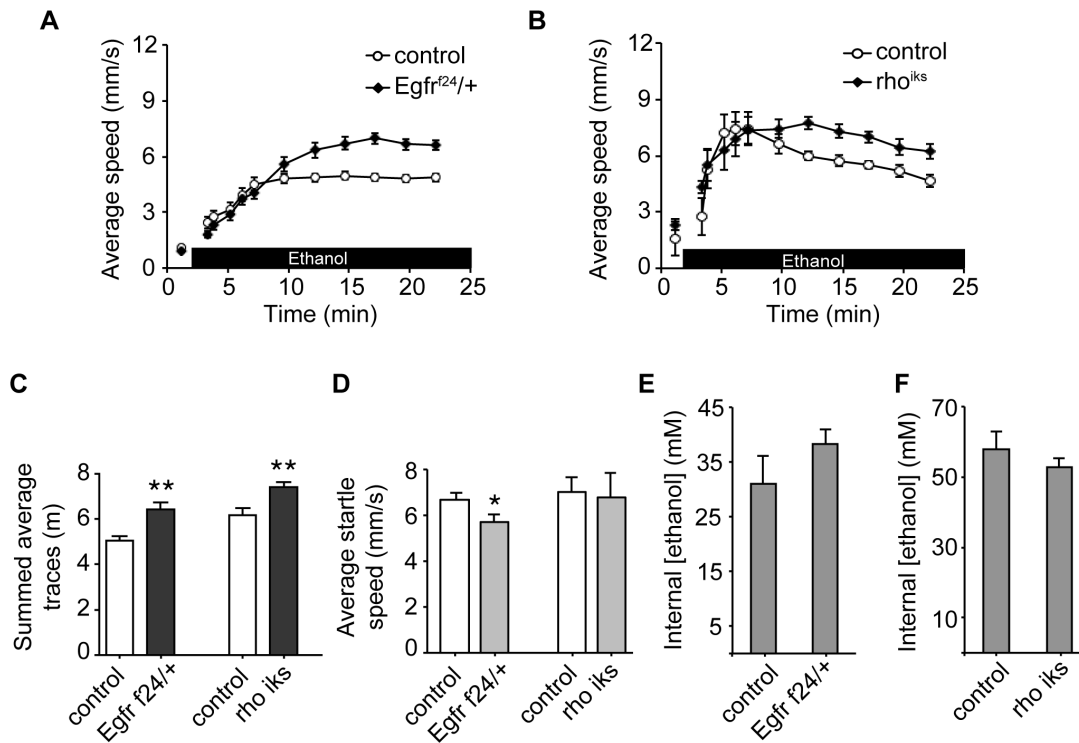 A
Average speed (mm/s)
12
9
6
3
0
control
Egfrf24/+
Ethanol
0 5 10 15 20 25
Time (min)
B
Average speed (mm/s)
12
9
6
3
0
control
rhoiks
Ethanol
0 5 10 15 20 25
Time (min)
C
Summed average
traces (m)
8
6
4
2
0
**
**
control
Egfr f24/+
control
rho iks
D
Average startle
speed (mm/s)
8
6
4
2
0
*
control
Egfr f24/+
control
rho iks
E
Internal [ethanol] (mM)
45
35
25
15
5
control
Egfr f24/+
F
Internal [ethanol] (mM)
70
50
30
10
control
rho iks